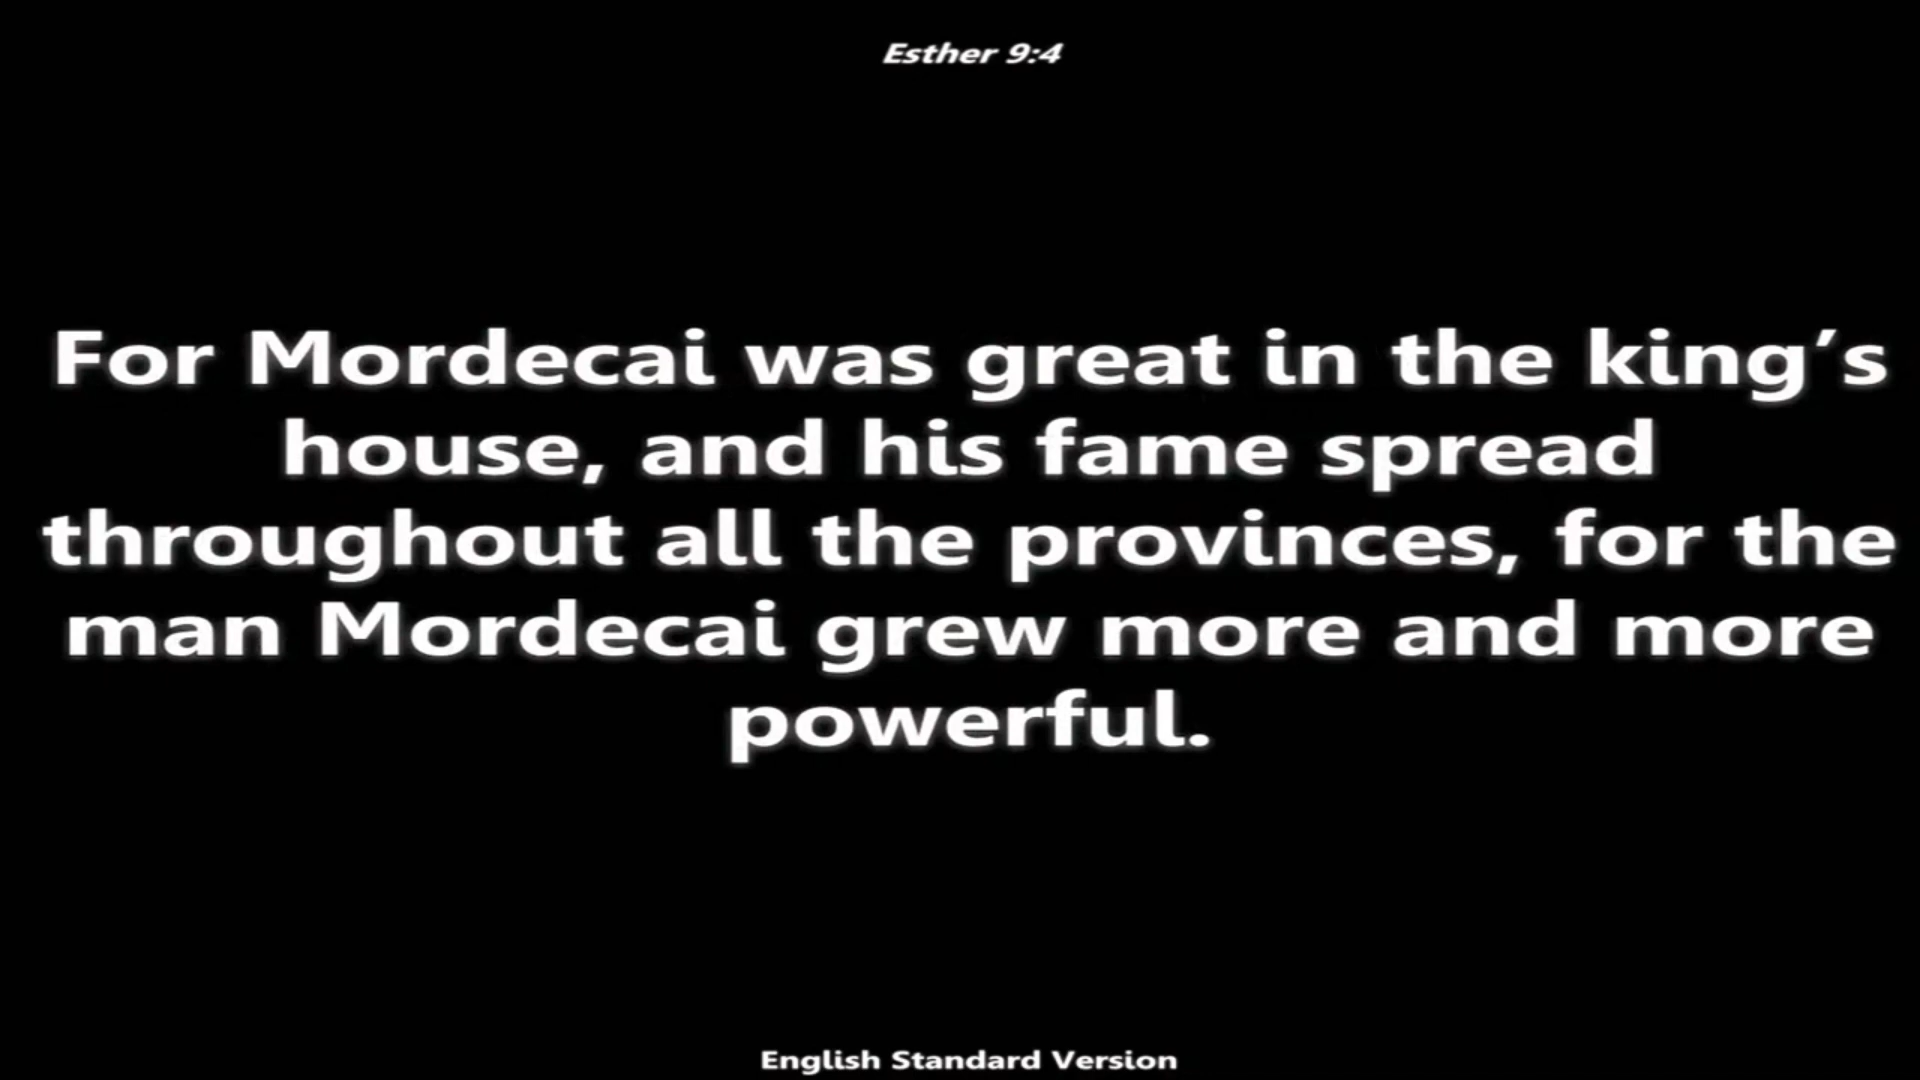 Esther 9:4
For Mordecai was great in the king’s
house, and his fame spread
throughout all the provinces, for the
man Mordecai grew more and more
powerful.
English Standard Version